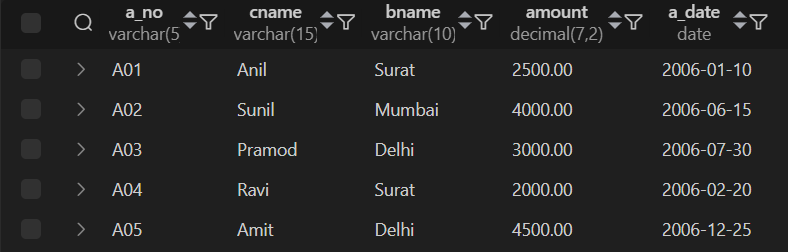 a_no cname bname amount a_date
varchar(5 varchar(15) varchar(10) decimal(7,2) date
A01 Anil Surat 2500.00 2006-01-10
A02 Sunil Mumbai 4000.00 2006-06-15
A03 Pramod Delhi 3000.00 2006-07-30
A04 Ravi Surat 2000.00 2006-02-20
A05 Amit Delhi 4500.00 2006-12-25